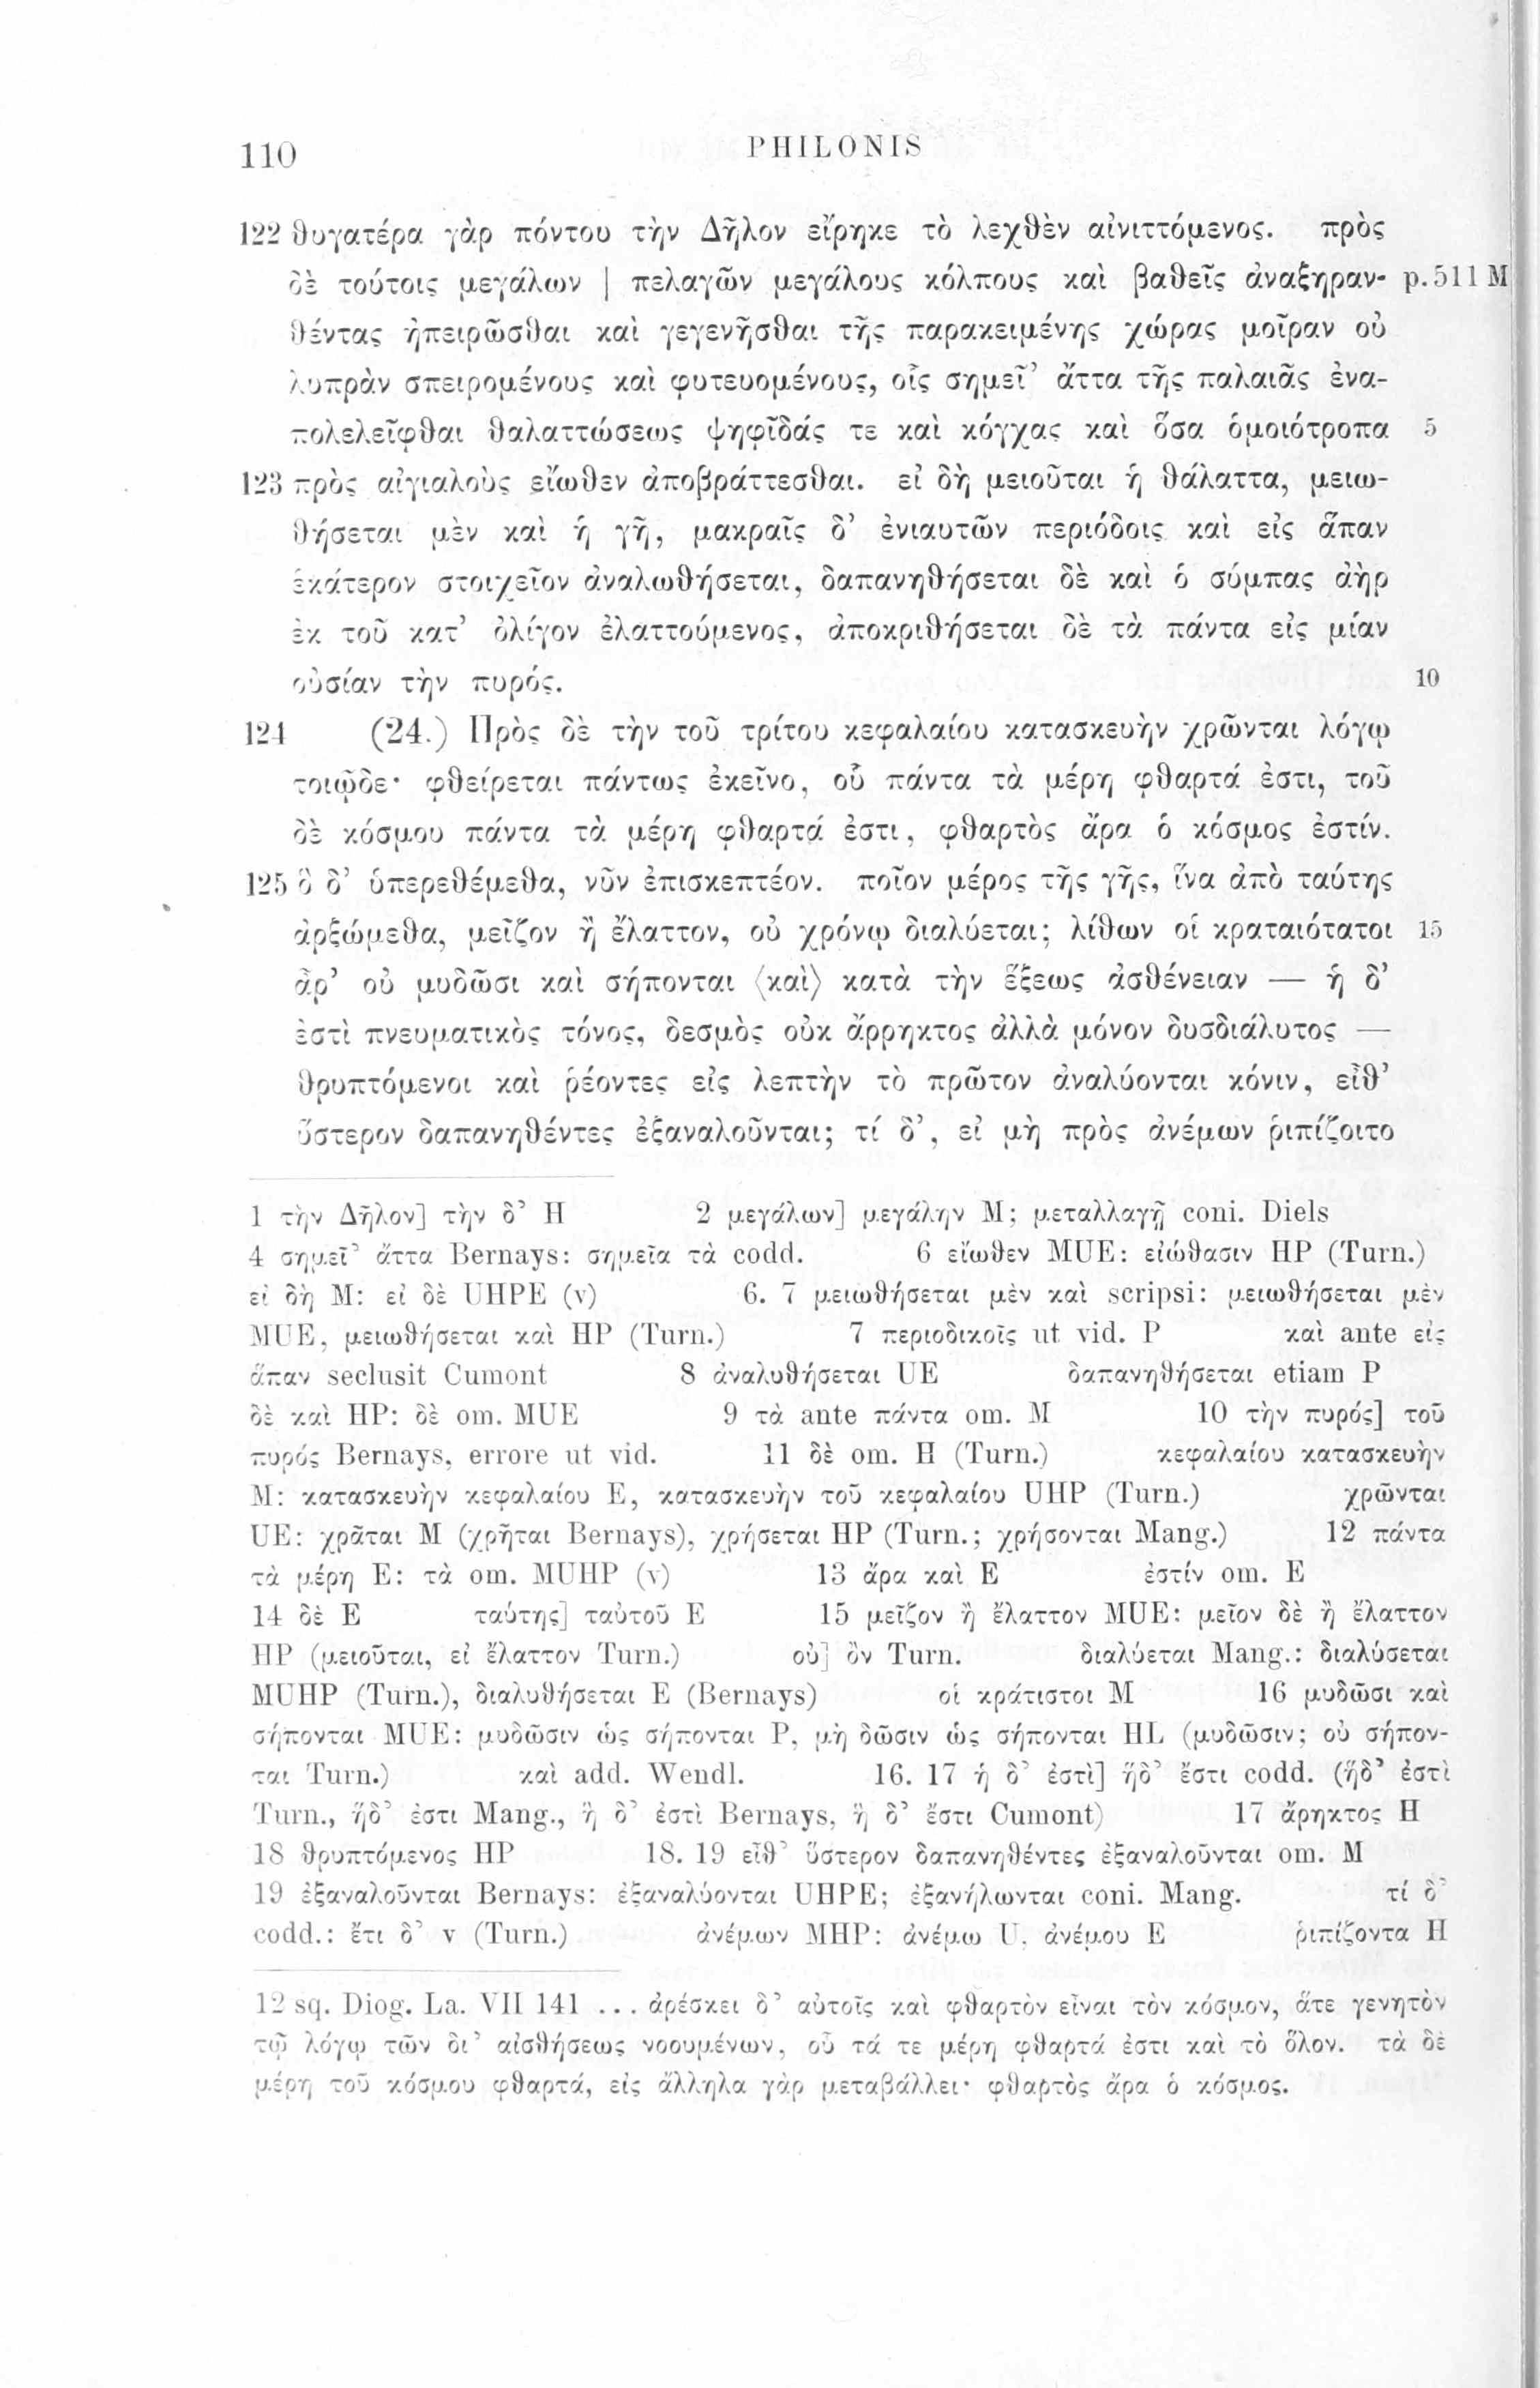 110 PHILONIS
122 θυγατέρα γὰρ πόντου τὴν Δῆλον εἴρηκε τὸ λεχθὲν αἰνιττόμενος. πρὸς
δὲ τούτοις μεγάλων | πελαγῶν μεγάλους κόλπους καὶ βαθεῖς ἀναξηραν- p.511 M
θέντας ἠπειρῶσθαι καὶ γεγενῆσθαι τῆς παρακειμένης χώρας μοῖραν οὐ
λυπρὰν σπειρομένους καὶ φυτευομένους, οἷς σημεῖ’ ἄττα τῆς παλαιᾶς ἐνα-
πολελεῖφθαι θαλαττώσεως ψηφῖδάς τε καὶ κόγχας καὶ ὅσα ὁμοιότροπα 5
123 πρὸς αἰγιαλοὺς εἴωθεν ἀποβράττεσθαι. εἰ δὴ μειοῦται ἡ θάλαττα, μειω-
θήσεται μὲν καὶ ἡ γῆ, μακραῖς δ’ ἐνιαυτῶν περιόδοις καὶ εἰς ἅπαν
ἑκάτερον στοιχεῖον ἀναλωθήσεται, δαπανηθήσεται δὲ καὶ ὁ σύμπας ἀὴρ
ἐκ τοῦ κατ’ ὀλίγον ἐλαττούμενος, ἀποκριθήσεται δὲ τὰ πάντα εἰς μίαν
οὐσίαν τὴν πυρός. 10
124 (24.) Πρὸς δὲ τὴν τοῦ τρίτου κεφαλαίου κατασκευὴν χρῶνται λόγῳ
τοιῷδε· φθείρεται πάντως ἐκεῖνο, οὗ πάντα τὰ μέρη φθαρτά ἐστι, τοῦ
δὲ κόσμου πάντα τὰ μέρη φθαρτά ἐστι, φθαρτὸς ἄρα ὁ κόσμος ἐστίν.
125 ὃ δ’ ὑπερεθέμεθα, νῦν ἐπισκεπτέον. ποῖον μέρος τῆς γῆς, ἵνα ἀπὸ ταύτης
ἀρξώμεθα, μεῖζον ἢ ἔλαττον, οὐ χρόνῳ διαλύεται; λίθων οἱ κραταιότατοι 15
ἆρ’ οὐ μυδῶσι καὶ σήπονται ⟨καὶ⟩ κατὰ τὴν ἕξεως ἀσθένειαν — ἡ δ’
ἐστὶ πνευματικὸς τόνος, δεσμὸς οὐκ ἄρρηκτος ἀλλὰ μόνον δυσδιάλυτος —
θρυπτόμενοι καὶ ῥέοντες εἰς λεπτὴν τὸ πρῶτον ἀναλύονται κόνιν, εἶθ’
ὕστερον δαπανηθέντες ἐξαναλοῦνται; τί δ’, εἰ μὴ πρὸς ἀνέμων ῥιπίζοιτο
1 τὴν Δῆλον] τὴν δ’ H 2 μεγάλων] μεγάλην M; μεταλλαγῇ coni. Diels
4 σημεῖ’ ἄττα Bernays: σημεῖα τὰ codd. 6 εἴωθεν MUE: εἰώθασιν HP (Turn.)
εἰ δὴ M: εἰ δὲ UHPE (v) 6. 7 μειωθήσεται μὲν καὶ scripsi: μειωθήσεται μὲν
MUE, μειωθήσεται καὶ HP (Turn.) 7 περιοδικοῖς ut vid. P καὶ ante εἰς
ἅπαν seclusit Cumont 8 ἀναλυθήσεται UE δαπανηθήσεται etiam P
δὲ καὶ HP: δὲ om. MUE 9 τὰ ante πάντα om. M 10 τὴν πυρός] τοῦ
πυρός Bernays, errore ut vid. 11 δὲ om. H (Turn.) κεφαλαίου κατασκευὴν
M: κατασκευὴν κεφαλαίου E, κατασκευὴν τοῦ κεφαλαίου UHP (Turn.) χρῶνται
UE: χρᾶται M (χρῆται Bernays), χρήσεται HP (Turn.; χρήσονται Mang.) 12 πάντα
τὰ μέρη E: τὰ om. MUHP (v) 13 ἄρα καὶ E ἐστίν om. E
14 δὲ E ταύτης] ταὐτοῦ E 15 μεῖζον ἢ ἔλαττον MUE: μεῖον δὲ ἢ ἔλαττον
HP (μειοῦται, εἰ ἔλαττον Turn.) οὐ] ὃν Turn. διαλύεται Mang.: διαλύσεται
MUHP (Turn.), διαλυθήσεται E (Bernays) οἱ κράτιστοι M 16 μυδῶσι καὶ
σήπονται MUE: μυδῶσιν ὡς σήπονται P, μὴ δῶσιν ὡς σήπονται HL (μυδῶσιν; οὐ σήπον-
ται Turn.) καὶ add. Wendl. 16. 17 ἡ δ’ ἐστὶ] ἥδ’ ἔστι codd. (ἥδ’ ἐστὶ
Turn., ἥδ’ ἐστι Mang., ἣ δ’ ἐστὶ Bernays, ἣ δ’ ἔστι Cumont) 17 ἄρηκτος H
18 θρυπτόμενος HP 18. 19 εἶθ’ ὕστερον δαπανηθέντες ἐξαναλοῦνται om. M
19 ἐξαναλοῦνται Bernays: ἐξαναλύονται UHPE; ἐξανήλωνται coni. Mang. τί δ’
codd.: ἔτι δ’ v (Turn.) ἀνέμων MHP: ἀνέμω U, ἀνέμου E ῥιπίζοντα H
12 sq. Diog. La. VII 141 ... ἀρέσκει δ’ αὐτοῖς καὶ φθαρτὸν εἶναι τὸν κόσμον, ἅτε γενητὸν
τῷ λόγῳ τῶν δι’ αἰσθήσεως νοουμένων, οὗ τά τε μέρη φθαρτά ἐστι καὶ τὸ ὅλον. τὰ δὲ
μέρη τοῦ κόσμου φθαρτά, εἰς ἄλληλα γὰρ μεταβάλλει· φθαρτὸς ἄρα ὁ κόσμος.